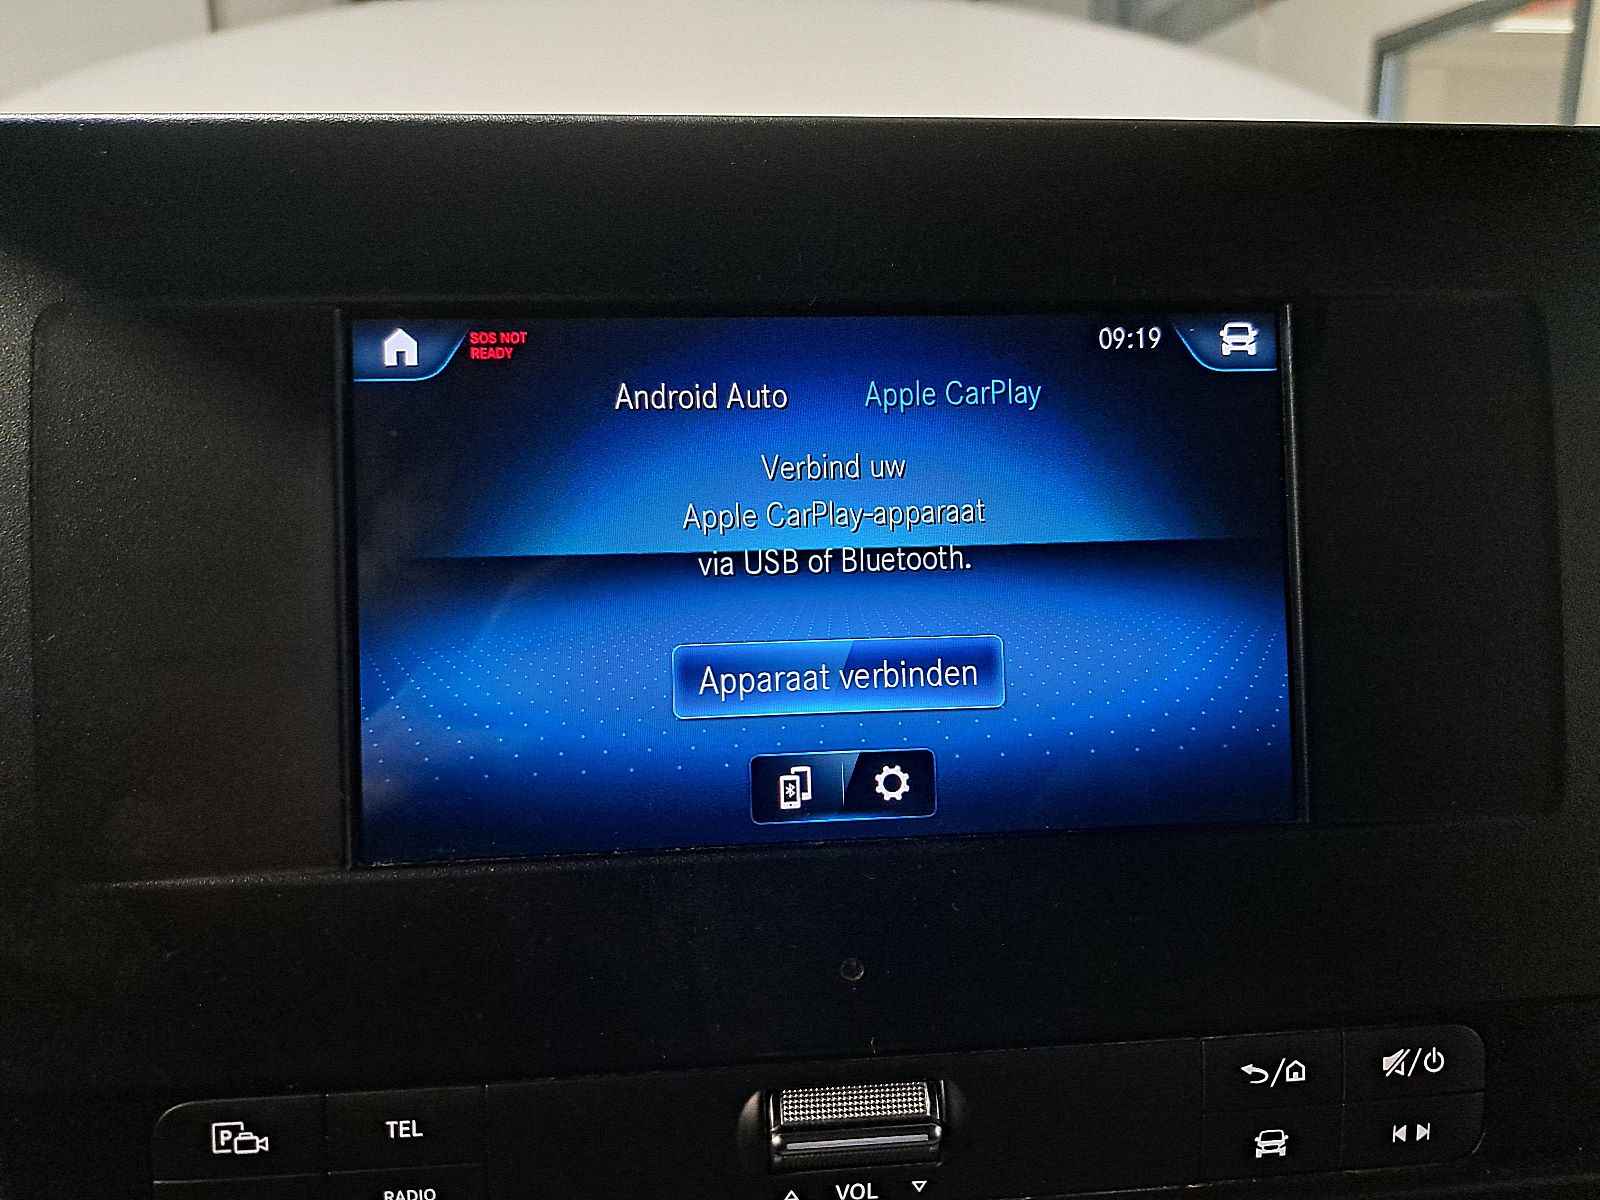 SOS NOT
READY
09:19
Android Auto
Apple CarPlay
Verbind uw
Apple CarPlay-apparaat
via USB of Bluetooth.
Apparaat verbinden
P
TEL
RADIO
VOL